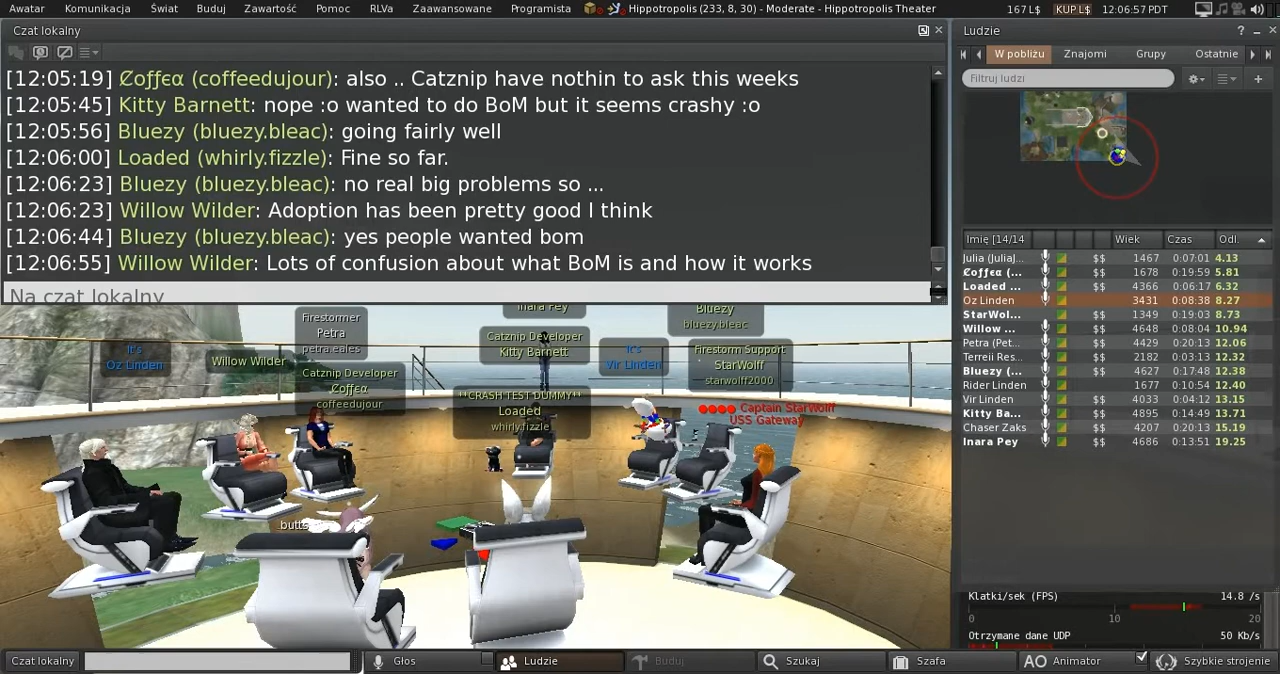 Awatar Komunikacja Świat Buduj Zawartość Pomoc RLVa Zaawansowane Programista Hippotropolis (233, 8, 30) - Moderate - Hippotropolis Theater 167 L$ KUP L$ 12:06:57 PDT
Czat lokalny
[12:05:19] Ȼoƒƒєα (coffeedujour): also .. Catznip have nothin to ask this weeks
[12:05:45] Kitty Barnett: nope :o wanted to do BoM but it seems crashy :o
[12:05:56] Bluezy (bluezy.bleac): going fairly well
[12:06:00] Loaded (whirly.fizzle): Fine so far.
[12:06:23] Bluezy (bluezy.bleac): no real big problems so ...
[12:06:23] Willow Wilder: Adoption has been pretty good I think
[12:06:44] Bluezy (bluezy.bleac): yes people wanted bom
[12:06:55] Willow Wilder: Lots of confusion about what BoM is and how it works
Na czat lokalny
Inara Pey
Bluezy
bluezy.bleac
Firestormer
Petra
petra.eales
Catznip Developer
Kitty Barnett
It's
Oz Linden
Willow Wilder
It's
Vir Linden
Firestorm Support
StarWolff
starwolff2000
Catznip Developer
Ȼoƒƒєα
coffeedujour
**CRASH TEST DUMMY**
Loaded
whirly.fizzle
Captain StarWolff
USS Gateway
butts
Ludzie
? _ ×
W pobliżu Znajomi Grupy Ostatnie
Filtruj ludzi
+
Imię [14/14 Wiek Czas Odl.
Julia (JuliaJ... $$ 1467 0:07:01 4.13
Ȼoƒƒєα (... $$ 1678 0:19:59 5.81
Loaded ... $$ 4366 0:06:17 6.32
Oz Linden 3431 0:08:38 8.27
StarWol... $$ 1349 0:19:03 8.73
Willow ... $$ 4648 0:08:04 10.94
Petra (Pet... $$ 4429 0:20:13 12.06
Terreii Res... $$ 2182 0:03:13 12.32
Bluezy (... $$ 4627 0:17:48 12.38
Rider Linden 1677 0:10:54 12.40
Vir Linden $$ 4033 0:04:12 13.15
Kitty Ba... $$ 4895 0:14:49 13.71
Chaser Zaks $$ 4207 0:20:13 15.19
Inara Pey $$ 4686 0:13:51 19.25
Klatki/sek (FPS) 14.8 /s
0 10 20
Otrzymane dane UDP 50 Kb/s
Czat lokalny Głos Ludzie Buduj Szukaj Szafa AO Animator Szybkie strojenie